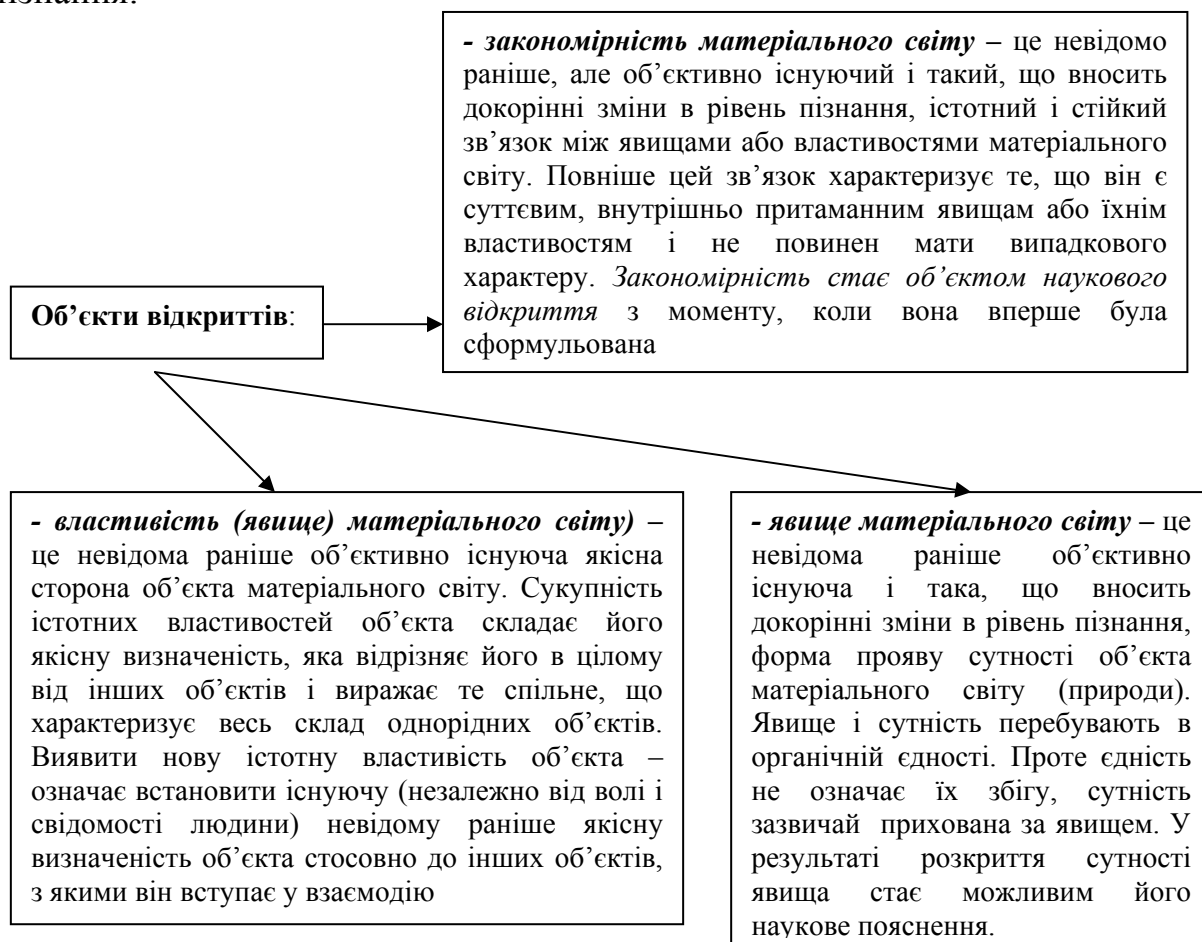 - закономірність матеріального світу – це невідомо
раніше, але об’єктивно існуючий і такий, що вносить
докорінні зміни в рівень пізнання, істотний і стійкий
зв’язок між явищами або властивостями матеріального
світу. Повніше цей зв’язок характеризує те, що він є
суттєвим, внутрішньо притаманним явищам або їхнім
властивостям і не повинен мати випадкового
характеру. Закономірність стає об’єктом наукового
відкриття з моменту, коли вона вперше була
сформульована
Об’єкти відкриттів:
- властивість (явище) матеріального світу) –
це невідома раніше об’єктивно існуюча якісна
сторона об’єкта матеріального світу. Сукупність
істотних властивостей об’єкта складає його
якісну визначеність, яка відрізняє його в цілому
від інших об’єктів і виражає те спільне, що
характеризує весь склад однорідних об’єктів.
Виявити нову істотну властивість об’єкта –
означає встановити існуючу (незалежно від волі і
свідомості людини) невідому раніше якісну
визначеність об’єкта стосовно до інших об’єктів,
з якими він вступає у взаємодію
- явище матеріального світу – це
невідома раніше об’єктивно
існуюча і така, що вносить
докорінні зміни в рівень пізнання,
форма прояву сутності об’єкта
матеріального світу (природи).
Явище і сутність перебувають в
органічній єдності. Проте єдність
не означає їх збігу, сутність
зазвичай прихована за явищем. У
результаті розкриття сутності
явища стає можливим його
наукове пояснення.